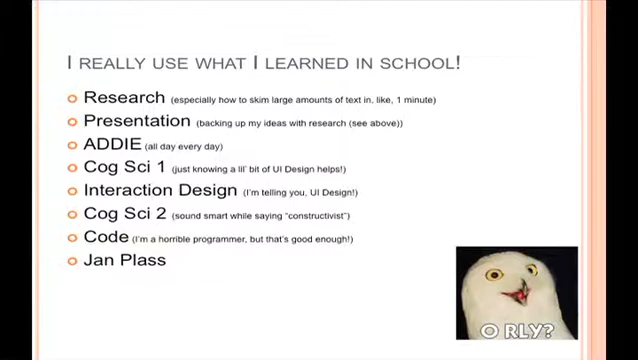 I REALLY USE WHAT I LEARNED IN SCHOOL!
Research (especially how to skim large amounts of text in, like, 1 minute)
Presentation (backing up my ideas with research (see above))
ADDIE (all day every day)
Cog Sci 1 (just knowing a lil' bit of UI Design helps!)
Interaction Design (I'm telling you, UI Design!)
Cog Sci 2 (sound smart while saying "constructivist")
Code (I'm a horrible programmer, but that's good enough!)
Jan Plass
O RLY?